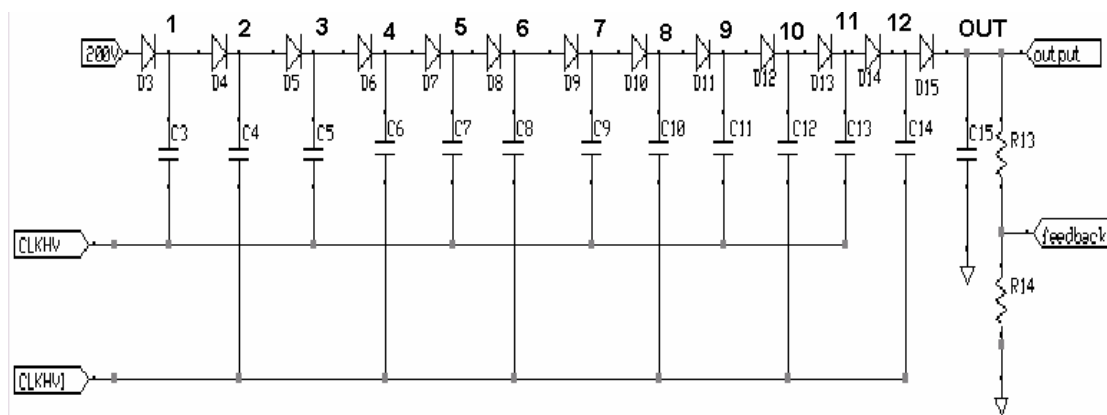 1 2 3 4 5 6 7 8 9 10 11 12 OUT
200V output
D3 D4 D5 D6 D7 D8 D9 D10 D11 D12 D13 D14 D15
C3 C4 C5 C6 C7 C8 C9 C10 C11 C12 C13 C14 C15 R13
CLKHV feedback
R14
CLKHV1